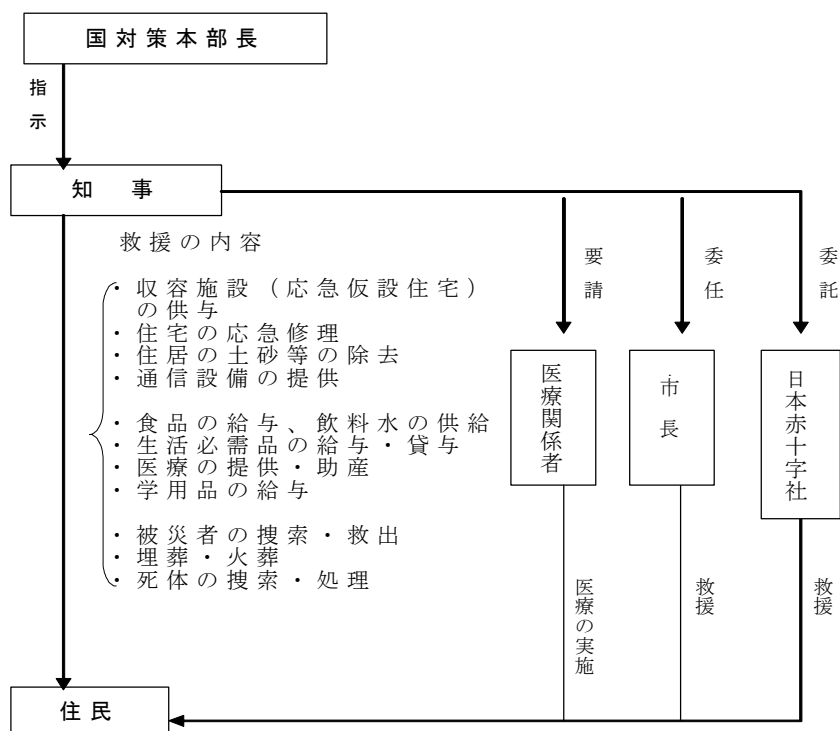 国対策本部長
指示
知 事
救援の内容
・収容施設（応急仮設住宅）
の供与
・住宅の応急修理
・住居の土砂等の除去
・通信設備の提供
・食品の給与、飲料水の供給
・生活必需品の給与・貸与
・医療の提供・助産
・学用品の給与
・被災者の捜索・救出
・埋葬・火葬
・死体の捜索・処理
要請
委任
委託
医療関係者
市長
日本赤十字社
医療の実施
救援
救援
住民